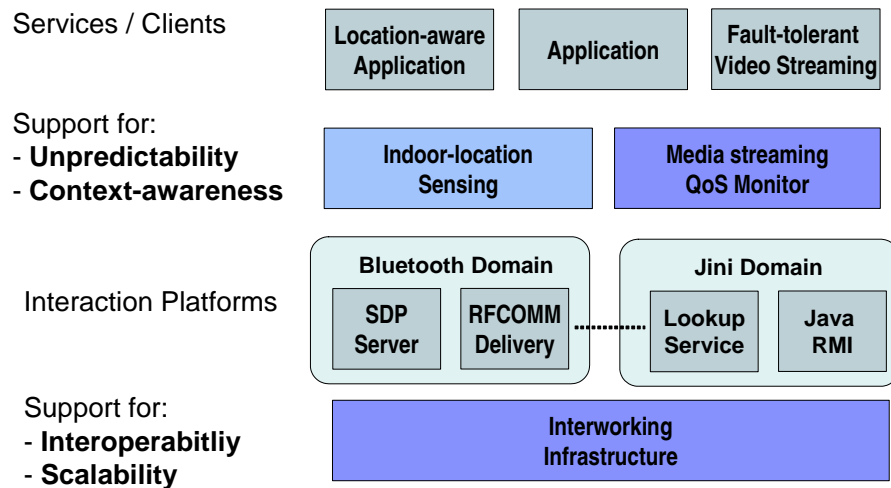 Services / Clients
Location-aware
Application
Application
Fault-tolerant
Video Streaming
Support for:
- Unpredictability
- Context-awareness
Indoor-location
Sensing
Media streaming
QoS Monitor
Interaction Platforms
Bluetooth Domain
SDP
Server
RFCOMM
Delivery
Jini Domain
Lookup
Service
Java
RMI
Support for:
- Interoperabitliy
- Scalability
Interworking
Infrastructure